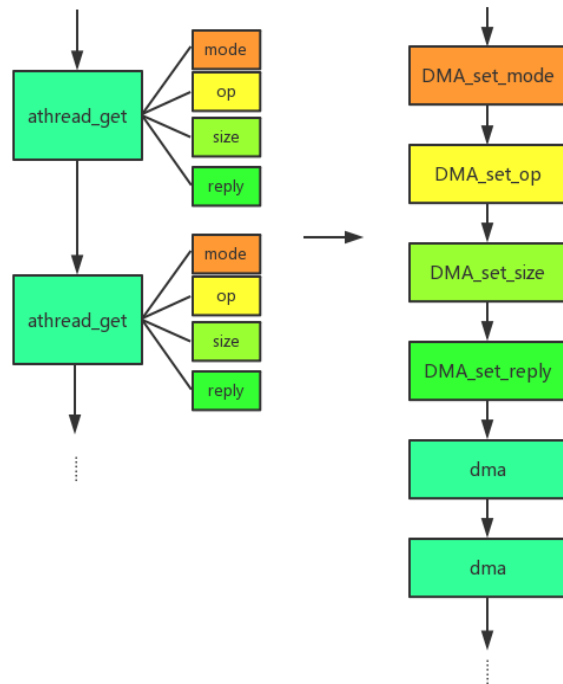 mode
op
athread_get
size
reply
mode
op
athread_get
size
reply
DMA_set_mode
DMA_set_op
DMA_set_size
DMA_set_reply
dma
dma